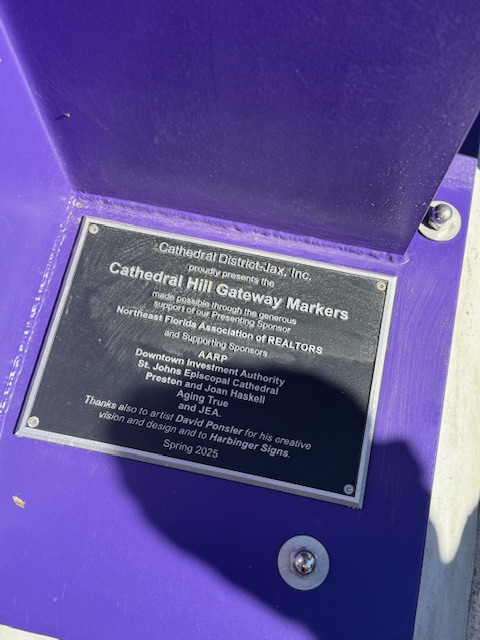 Cathedral District-Jax, Inc.
proudly presents the
Cathedral Hill Gateway Markers
made possible through the generous
support of our Presenting Sponsor
Northeast Florida Association of REALTORS
and Supporting Sponsors
AARP
Downtown Investment Authority
St. Johns Episcopal Cathedral
Preston and Joan Haskell
Aging True
and JEA.
Thanks also to artist David Ponsler for his creative
vision and design and to Harbinger Signs.
Spring 2025